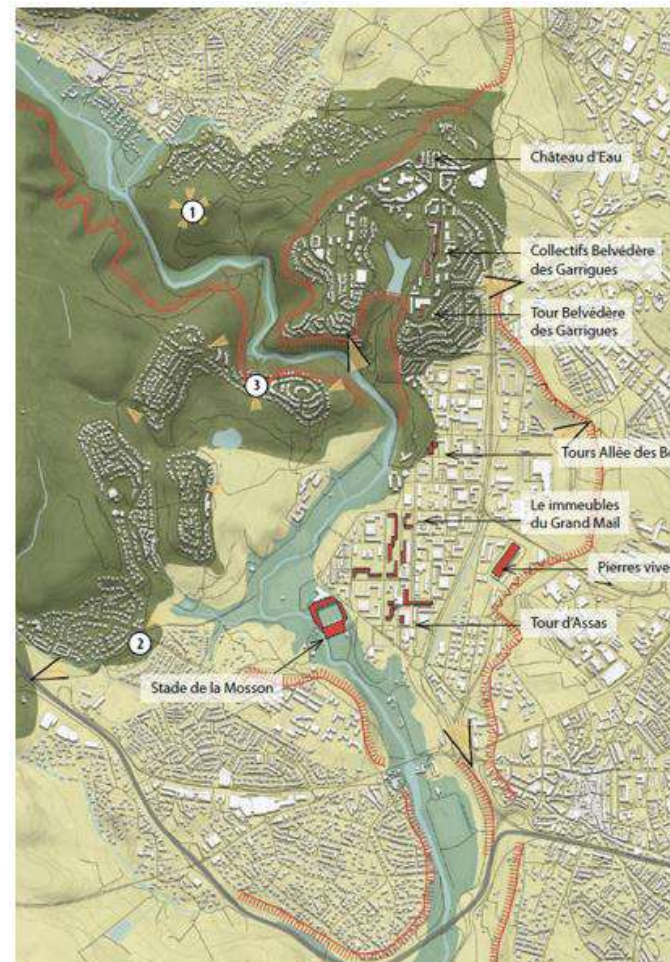 Château d'Eau
1
Collectifs Belvédère
des Garrigues
Tour Belvédère
des Garrigues
3
Tours Allée des
Le immeubles
du Grand Mail
Pierres
Tour d'Assas
2
Stade de la Mosson